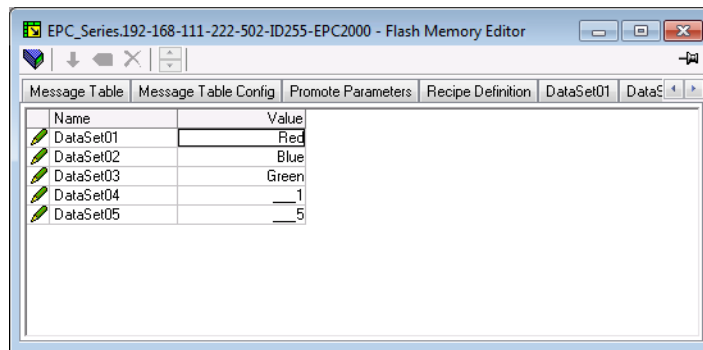 EPC_Series.192-168-111-222-502-ID255-EPC2000 - Flash Memory Editor
Message Table Message Table Config Promote Parameters Recipe Definition DataSet01 DataS
Name Value
DataSet01 Red
DataSet02 Blue
DataSet03 Green
DataSet04 ___1
DataSet05 ___5